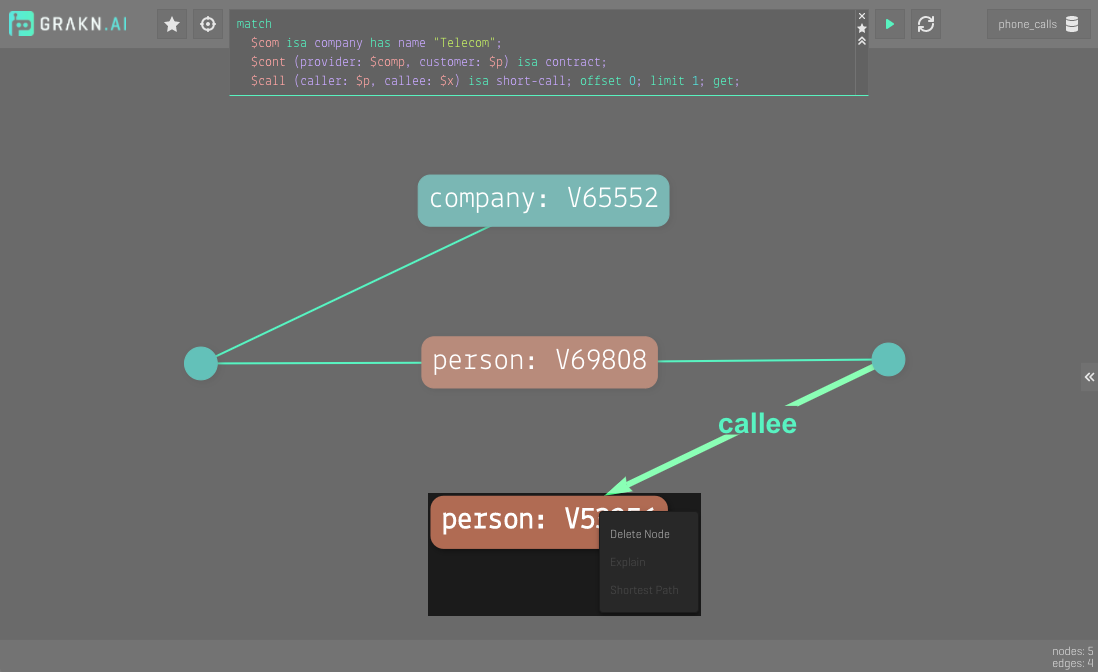 GRAKN.AI
match
$com isa company has name "Telecom";
$cont (provider: $comp, customer: $p) isa contract;
$call (caller: $p, callee: $x) isa short-call; offset 0; limit 1; get;
phone_calls
company: V65552
person: V69808
callee
person:
Delete Node
Explain
Shortest Path
nodes: 5
edges: 4